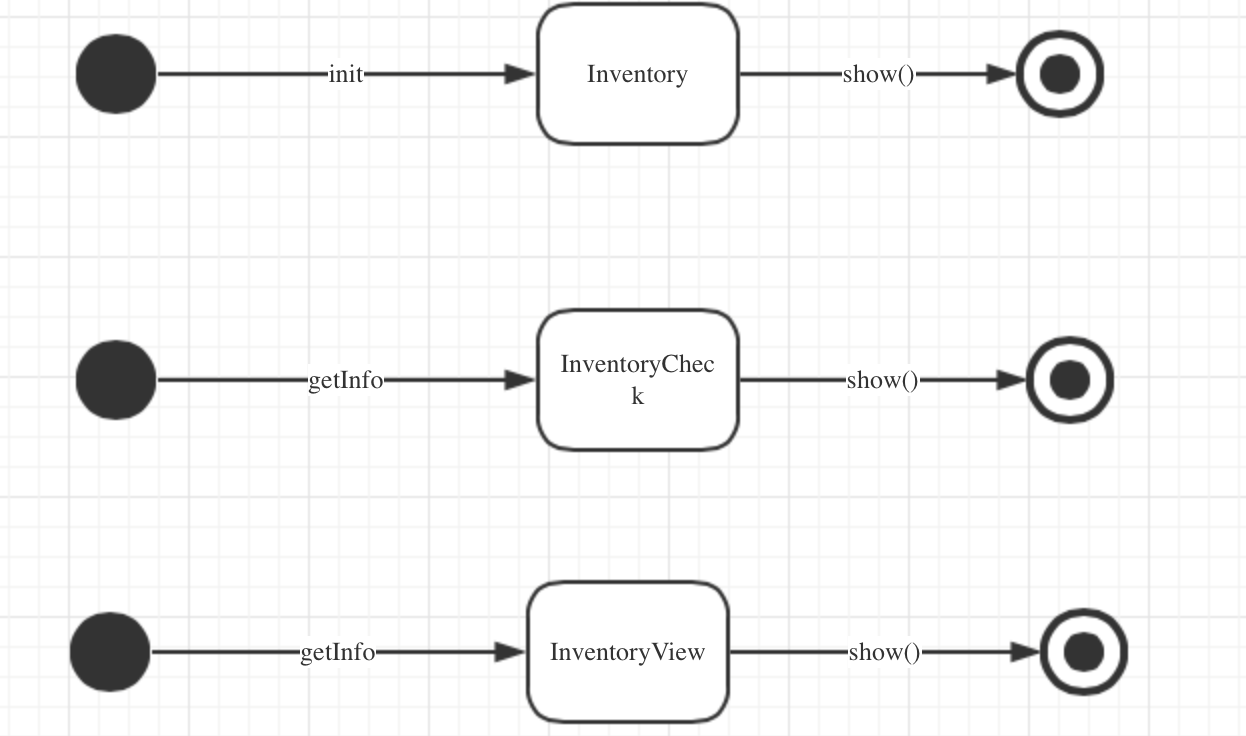 init
Inventory
show()
getInfo
InventoryChec
k
show()
getInfo
InventoryView
show()